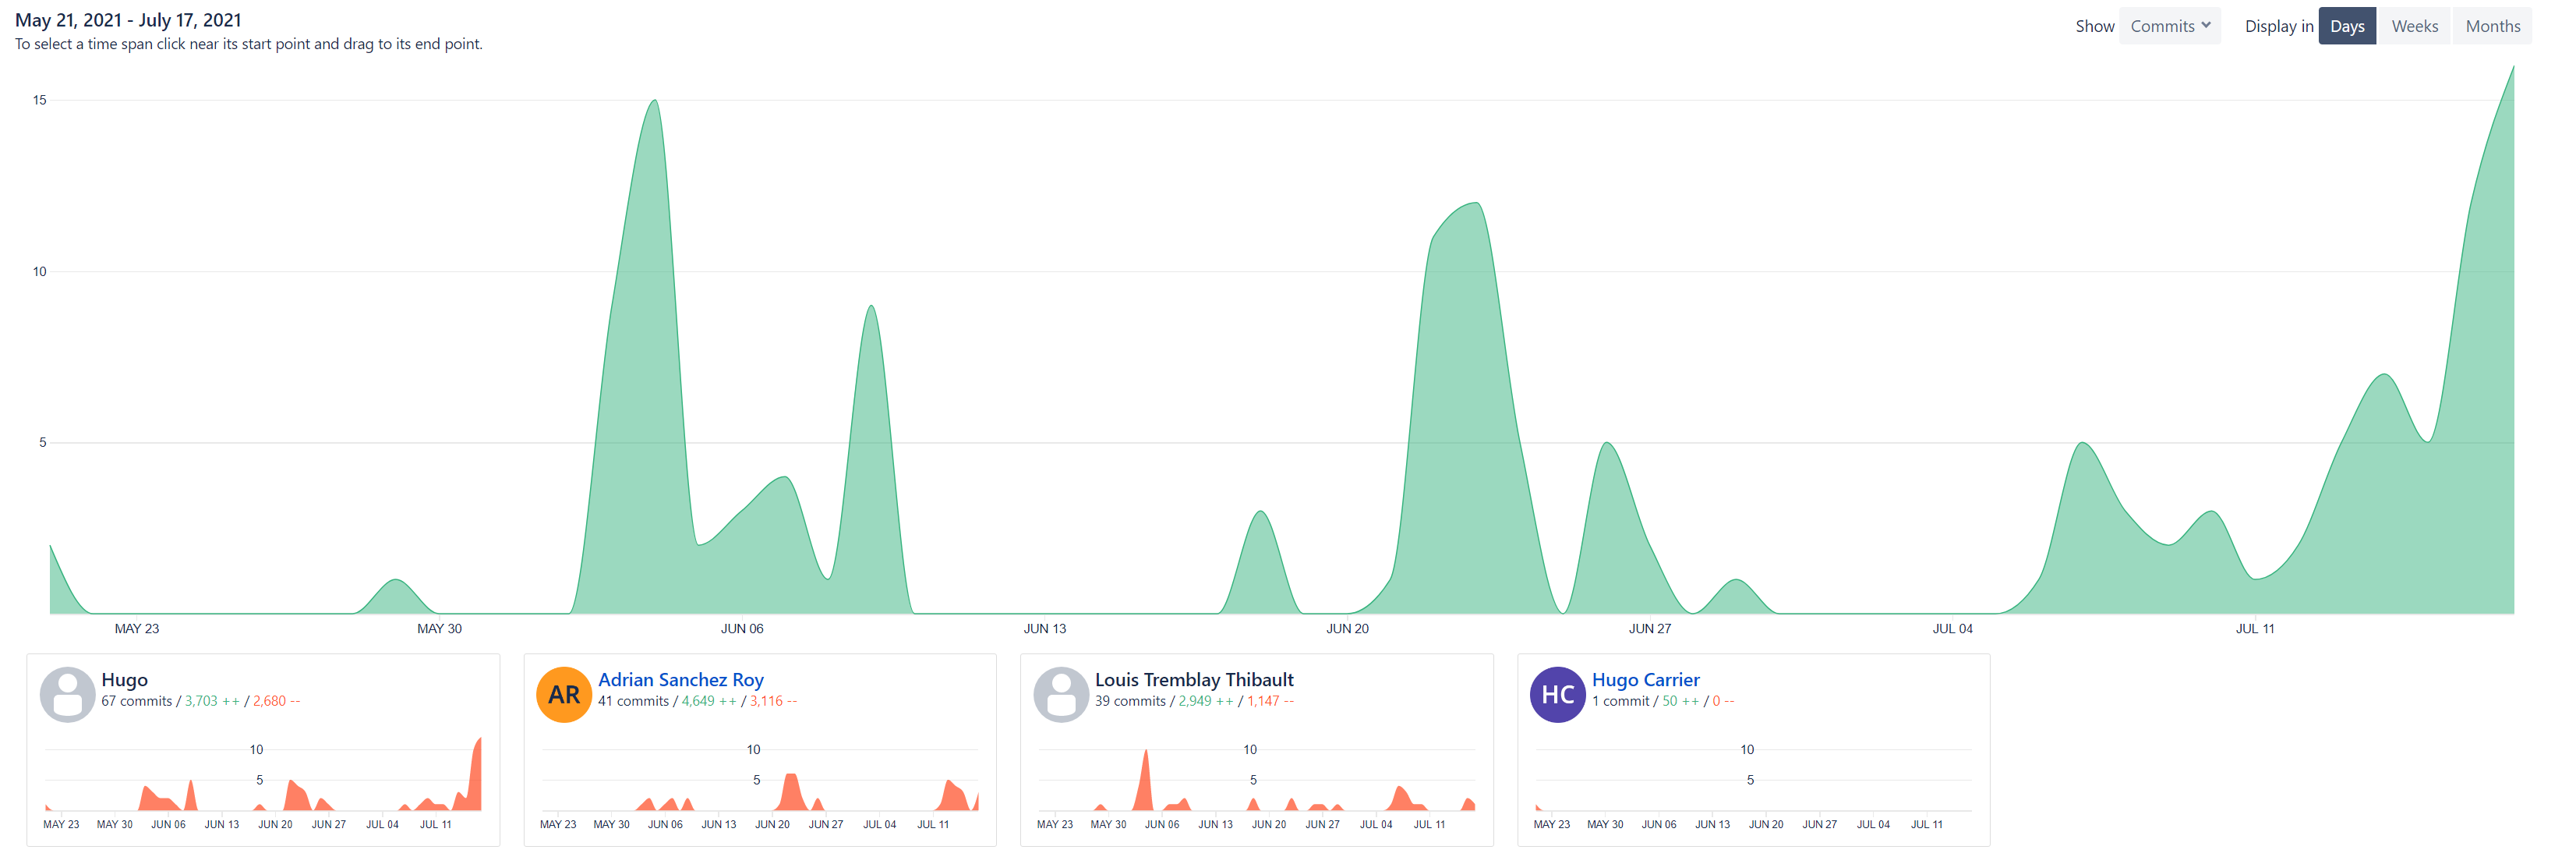 May 21, 2021 - July 17, 2021
To select a time span click near its start point and drag to its end point.
Show Commits Display in Days Weeks Months
15
10
5
MAY 23 MAY 30 JUN 06 JUN 13 JUN 20 JUN 27 JUL 04 JUL 11
Hugo
67 commits / 3,703 ++ / 2,680 --
10
5
MAY 23 MAY 30 JUN 06 JUN 13 JUN 20 JUN 27 JUL 04 JUL 11
AR
Adrian Sanchez Roy
41 commits / 4,649 ++ / 3,116 --
10
5
MAY 23 MAY 30 JUN 06 JUN 13 JUN 20 JUN 27 JUL 04 JUL 11
Louis Tremblay Thibault
39 commits / 2,949 ++ / 1,147 --
10
5
MAY 23 MAY 30 JUN 06 JUN 13 JUN 20 JUN 27 JUL 04 JUL 11
HC
Hugo Carrier
1 commit / 50 ++ / 0 --
10
5
MAY 23 MAY 30 JUN 06 JUN 13 JUN 20 JUN 27 JUL 04 JUL 11